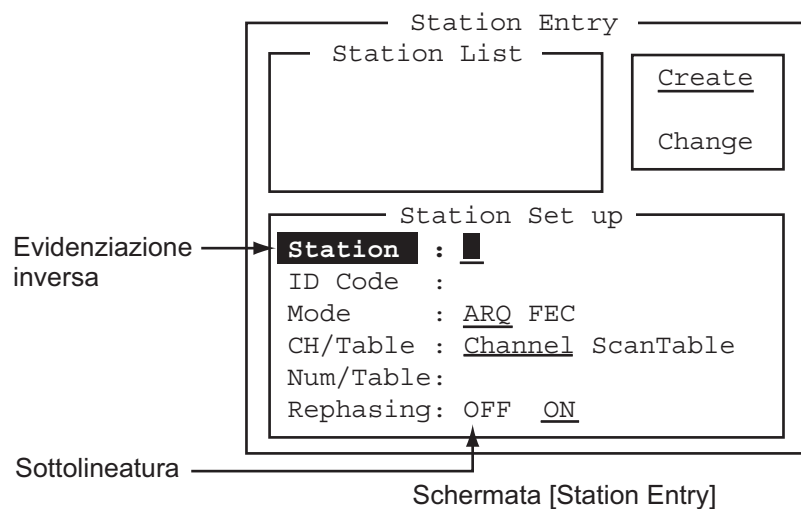 Station Entry
Station List
Create
Change
Station Set up
Evidenziazione
inversa
Station :
ID Code :
Mode : ARQ FEC
CH/Table : Channel ScanTable
Num/Table:
Rephasing: OFF ON
Sottolineatura
Schermata [Station Entry]